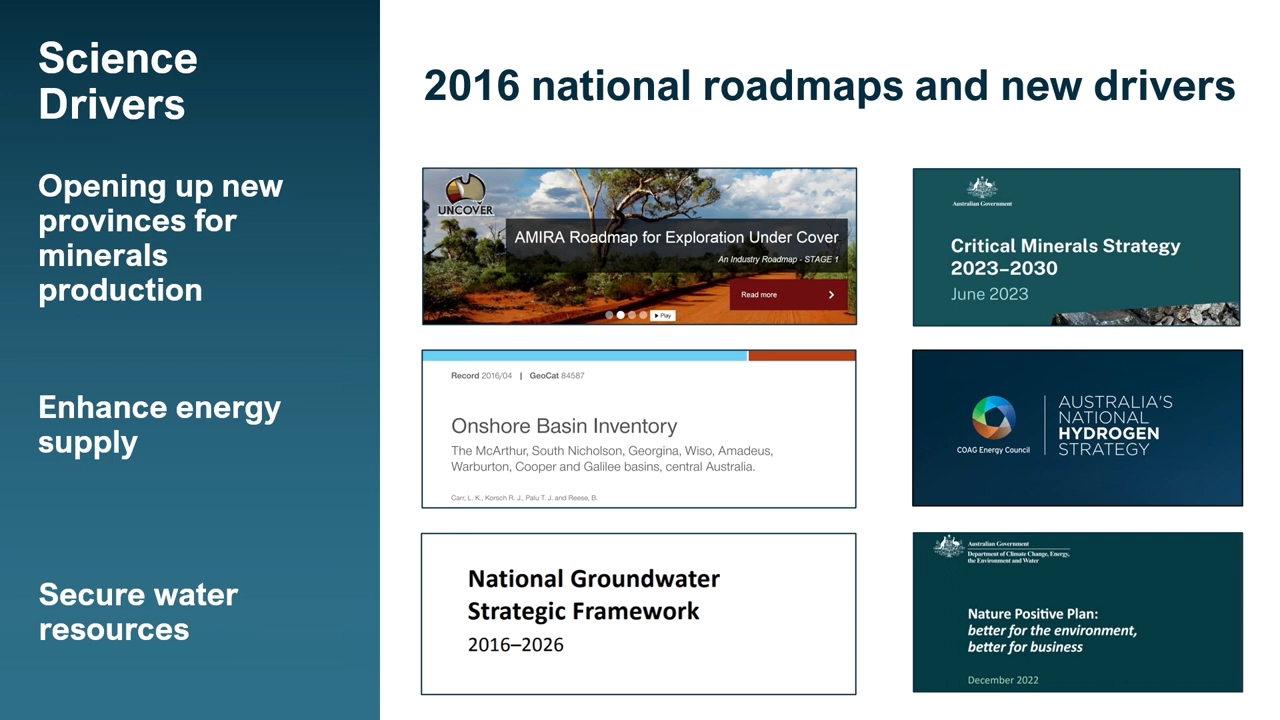 Science
Drivers
Opening up new
provinces for
minerals
production
Enhance energy
supply
Secure water
resources
2016 national roadmaps and new drivers
UNCOVER
AMIRA Roadmap for Exploration Under Cover
An Industry Roadmap - STAGE 1
Read more
Play
Australian Government
Critical Minerals Strategy
2023–2030
June 2023
Record 2016/04 | GeoCat 84587
Onshore Basin Inventory
The McArthur, South Nicholson, Georgina, Wiso, Amadeus,
Warburton, Cooper and Galilee basins, central Australia.
Carr, L. K., Korsch R. J., Palu T. J. and Reese, B.
COAG Energy Council
AUSTRALIA'S
NATIONAL
HYDROGEN
STRATEGY
National Groundwater
Strategic Framework
2016–2026
Australian Government
Department of Climate Change, Energy,
the Environment and Water
Nature Positive Plan:
better for the environment,
better for business
December 2022